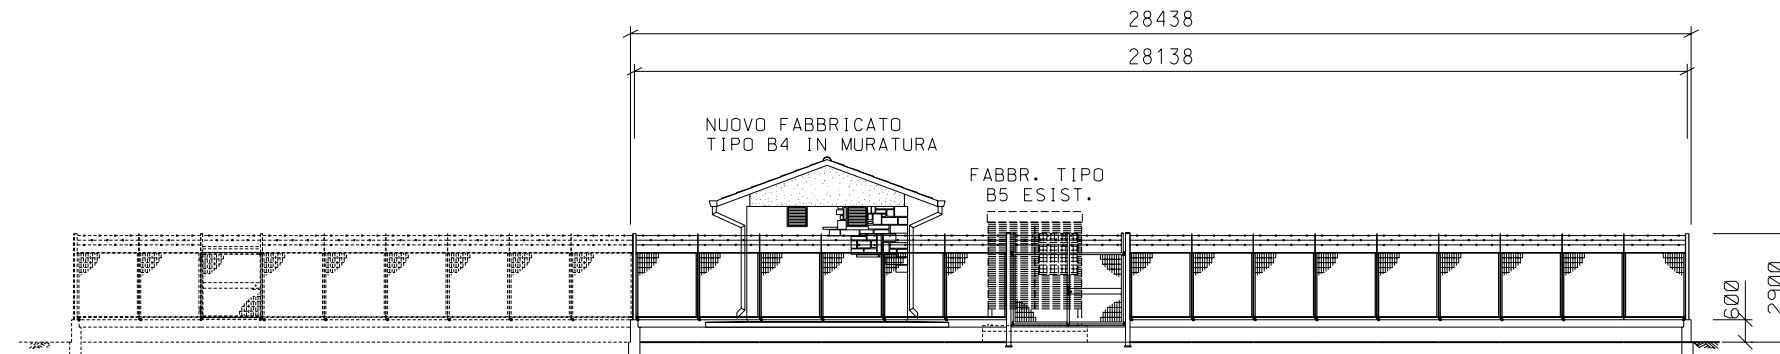 28438
28138
NUOVO FABBRICATO
TIPO B4 IN MURATURA
FABBR. TIPO
B5 ESIST.
600
2900